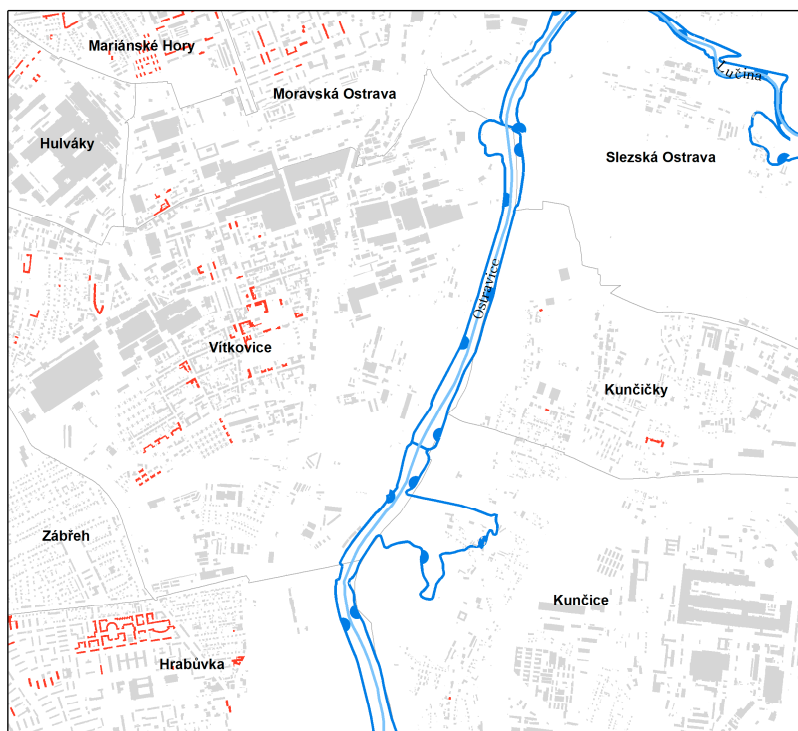 Mariánské Hory
Lučina
Moravská Ostrava
Hulváky
Slezská Ostrava
Ostravice
Vítkovice
Kunčičky
Zábřeh
Kunčice
Hrabůvka